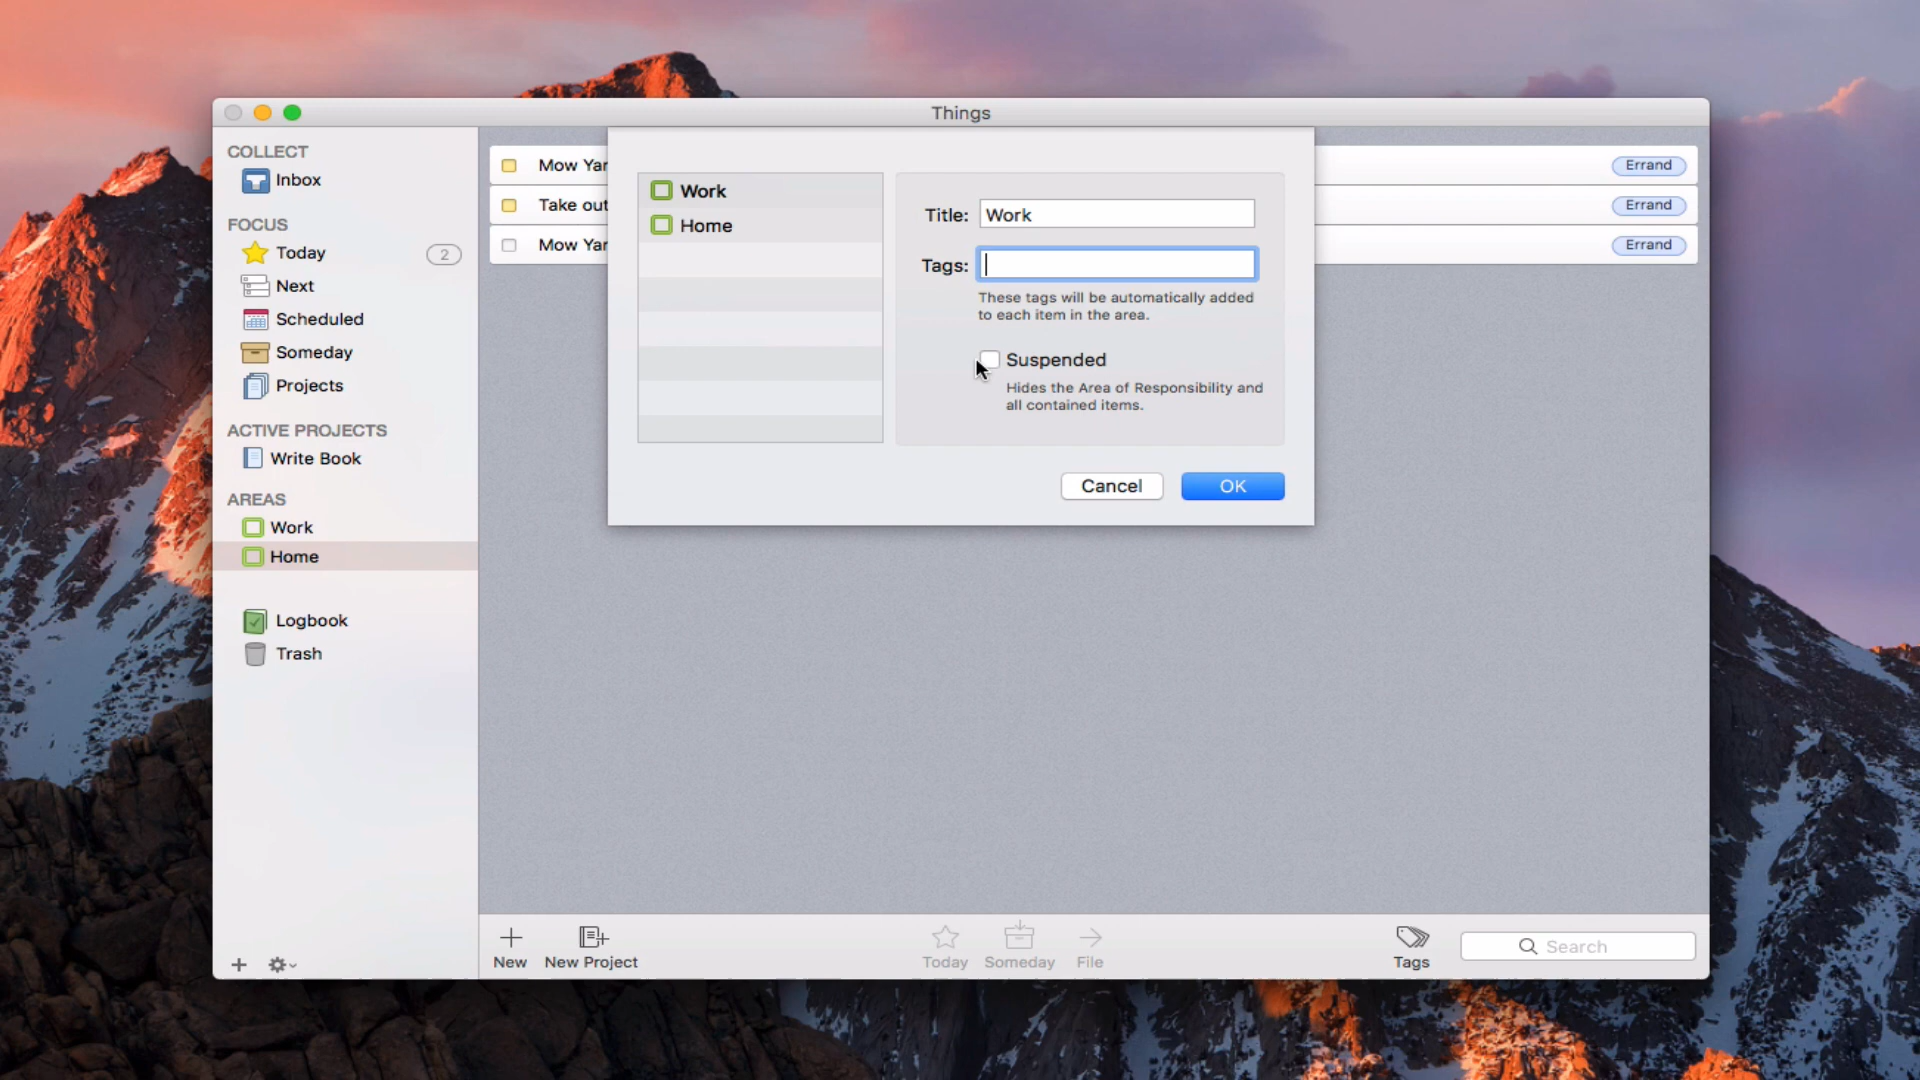 Things
COLLECT
Inbox
FOCUS
Today 2
Next
Scheduled
Someday
Projects
ACTIVE PROJECTS
Write Book
AREAS
Work
Home
Logbook
Trash
Mow Yar
Errand
Take out
Errand
Mow Yar
Errand
Work
Home
Title: Work
Tags:
These tags will be automatically added
to each item in the area.
Suspended
Hides the Area of Responsibility and
all contained items.
Cancel
OK
New
New Project
Today
Someday
File
Tags
Search